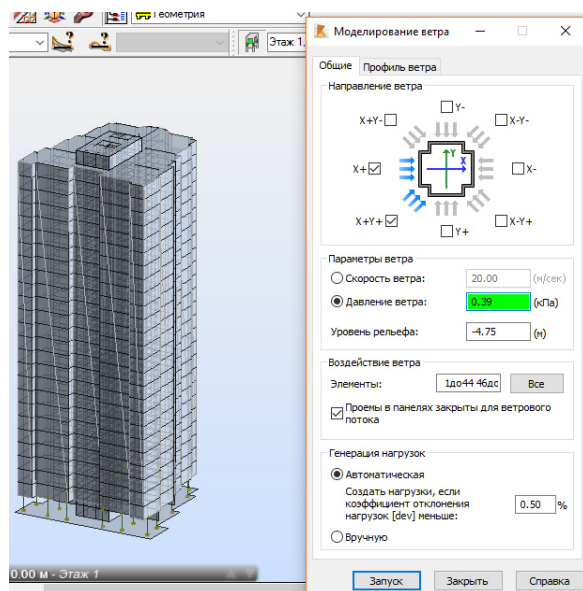 Геометрия
Этаж 1,
Моделирование ветра
Общие
Профиль ветра
Направление ветра
Y-
X+Y-
X-Y-
Y
X
X+
X-
X+Y+
X-Y+
Y+
Параметры ветра
Скорость ветра: 20.00 (м/сек)
Давление ветра: 0.39 (кПа)
Уровень рельефа: -4.75 (м)
Воздействие ветра
Элементы: 1до44 46дс Все
Проемы в панелях закрыты для ветрового
потока
Генерация нагрузок
Автоматическая
Создать нагрузки, если
коэффициент отклонения
нагрузок [dev] меньше: 0.50 %
Вручную
Запуск Закрыть Справка
0.00 м - Этаж 1